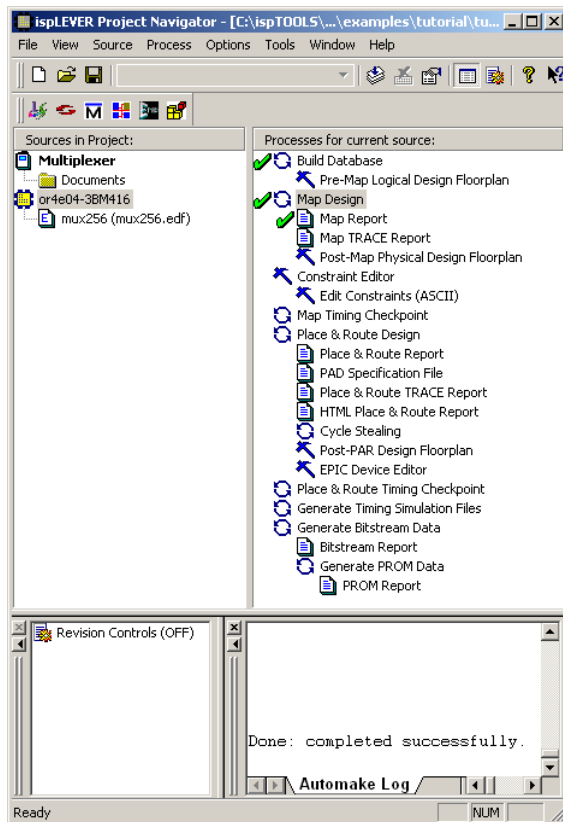 ispLEVER Project Navigator - [C:\ispTOOLS\...\examples\tutorial\tu...
File View Source Process Options Tools Window Help
Sources in Project:
Multiplexer
Documents
or4e04-3BM416
mux256 (mux256.edf)
Processes for current source:
Build Database
Pre-Map Logical Design Floorplan
Map Design
Map Report
Map TRACE Report
Post-Map Physical Design Floorplan
Constraint Editor
Edit Constraints (ASCII)
Map Timing Checkpoint
Place & Route Design
Place & Route Report
PAD Specification File
Place & Route TRACE Report
HTML Place & Route Report
Cycle Stealing
Post-PAR Design Floorplan
EPIC Device Editor
Place & Route Timing Checkpoint
Generate Timing Simulation Files
Generate Bitstream Data
Bitstream Report
Generate PROM Data
PROM Report
Revision Controls (OFF)
Done: completed successfully.
Automake Log
Ready
NUM